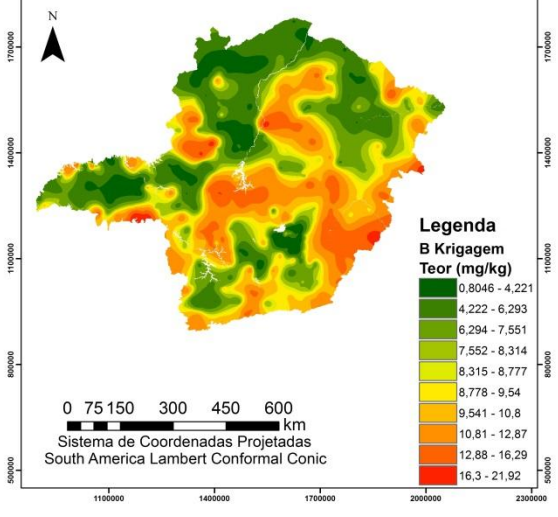 N
1700000
1700000
1400000
1400000
1100000
1100000
800000
800000
500000
500000
Legenda
B Krigagem
Teor (mg/kg)
0,8046 - 4,221
4,222 - 6,293
6,294 - 7,551
7,552 - 8,314
8,315 - 8,777
8,778 - 9,54
9,541 - 10,8
10,81 - 12,87
12,88 - 16,29
16,3 - 21,92
0 75 150 300 450 600
km
Sistema de Coordenadas Projetadas
South America Lambert Conformal Conic
1100000 1400000 1700000 2000000 2300000